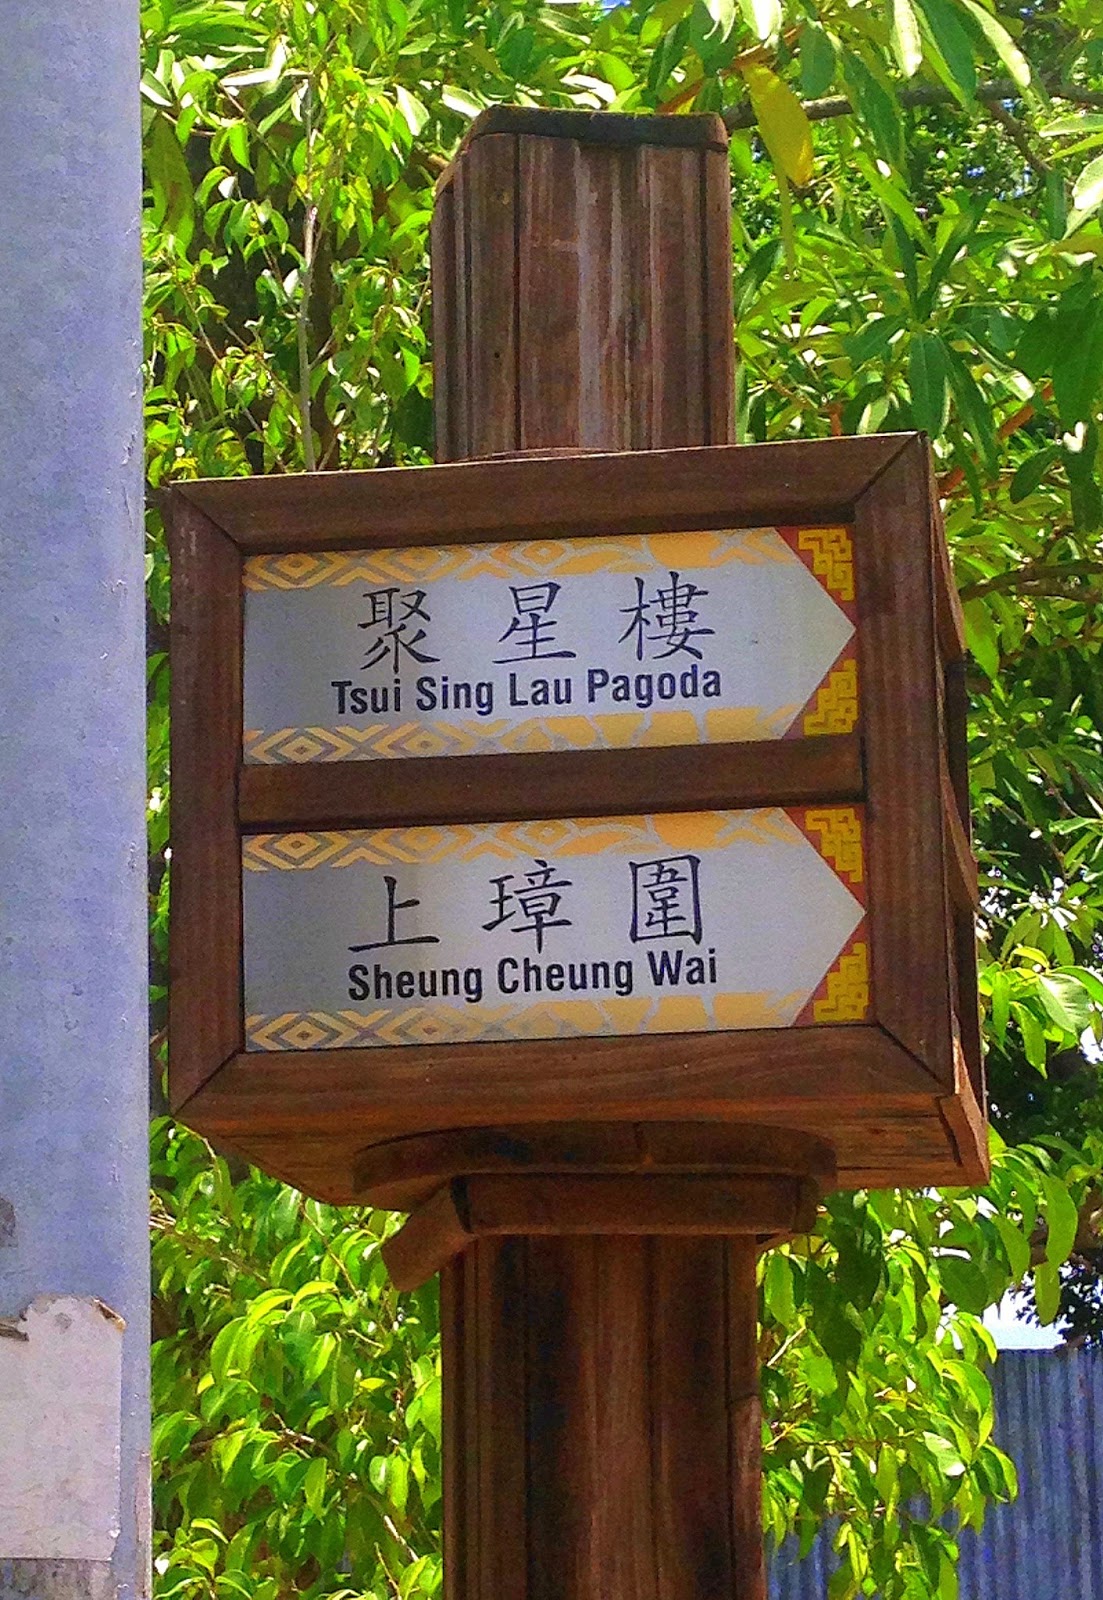 聚星樓
Tsui Sing Lau Pagoda
上璋圍
Sheung Cheung Wai